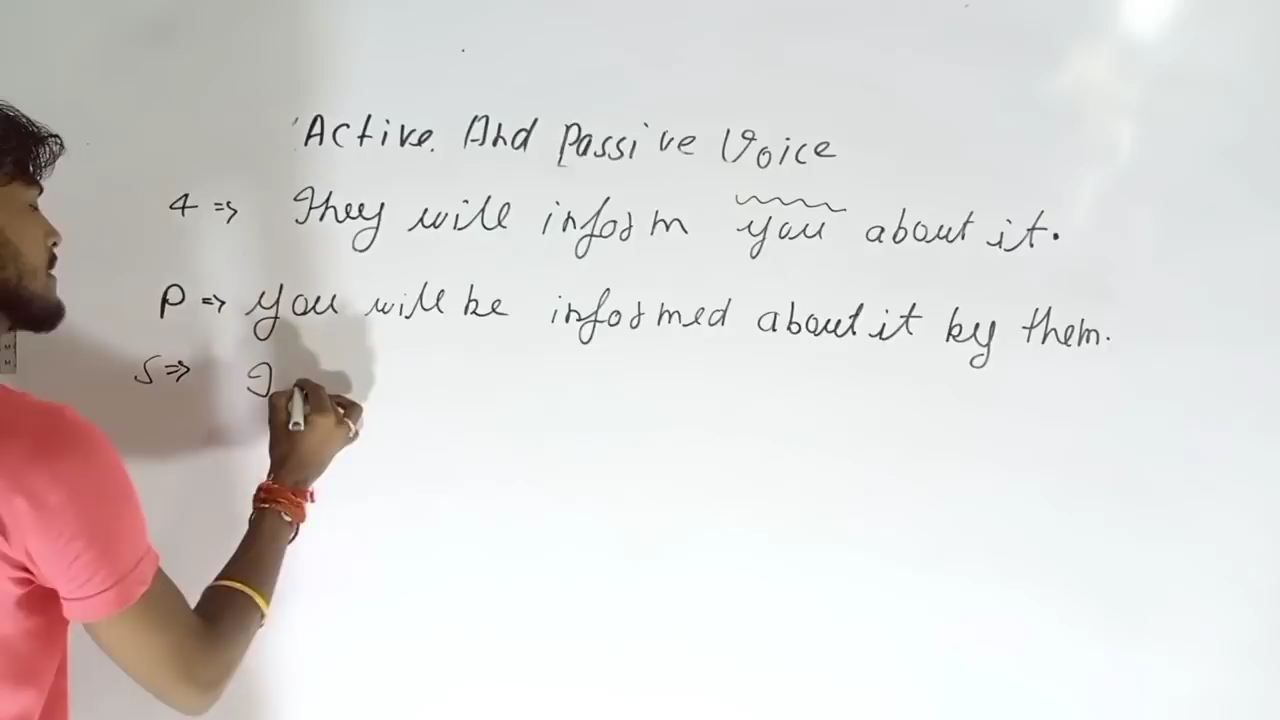 Active And Passive Voice
4 ⇒ They will inform you about it.
P ⇒ you will be informed about it by them.
5 ⇒ I